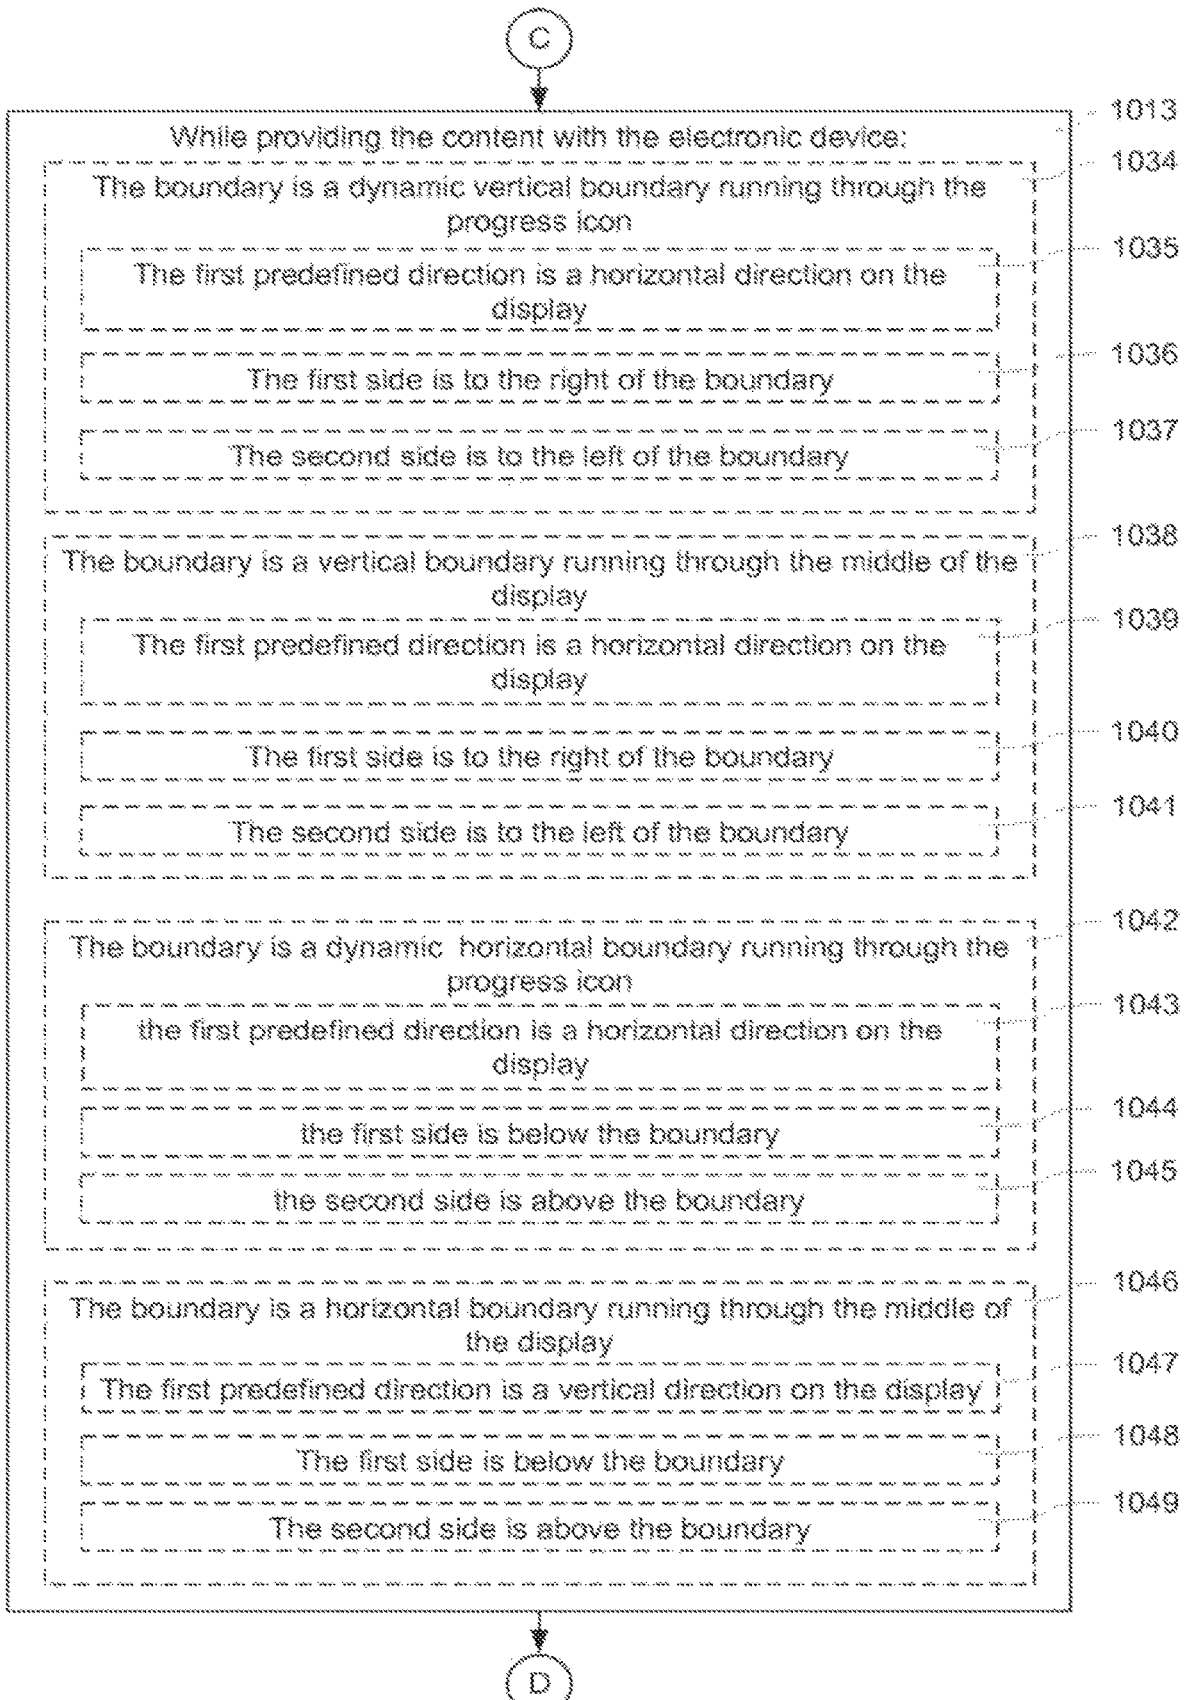 C
While providing the content with the electronic device:
1013
1034
The boundary is a dynamic vertical boundary running through the
progress icon
1035
The first predefined direction is a horizontal direction on the
display
1036
The first side is to the right of the boundary
1037
The second side is to the left of the boundary
1038
The boundary is a vertical boundary running through the middle of the
display
1039
The first predefined direction is a horizontal direction on the
display
1040
The first side is to the right of the boundary
1041
The second side is to the left of the boundary
1042
The boundary is a dynamic horizontal boundary running through the
progress icon
1043
the first predefined direction is a horizontal direction on the
display
1044
the first side is below the boundary
1045
the second side is above the boundary
1046
The boundary is a horizontal boundary running through the middle of
the display
1047
The first predefined direction is a vertical direction on the display
1048
The first side is below the boundary
1049
The second side is above the boundary
D